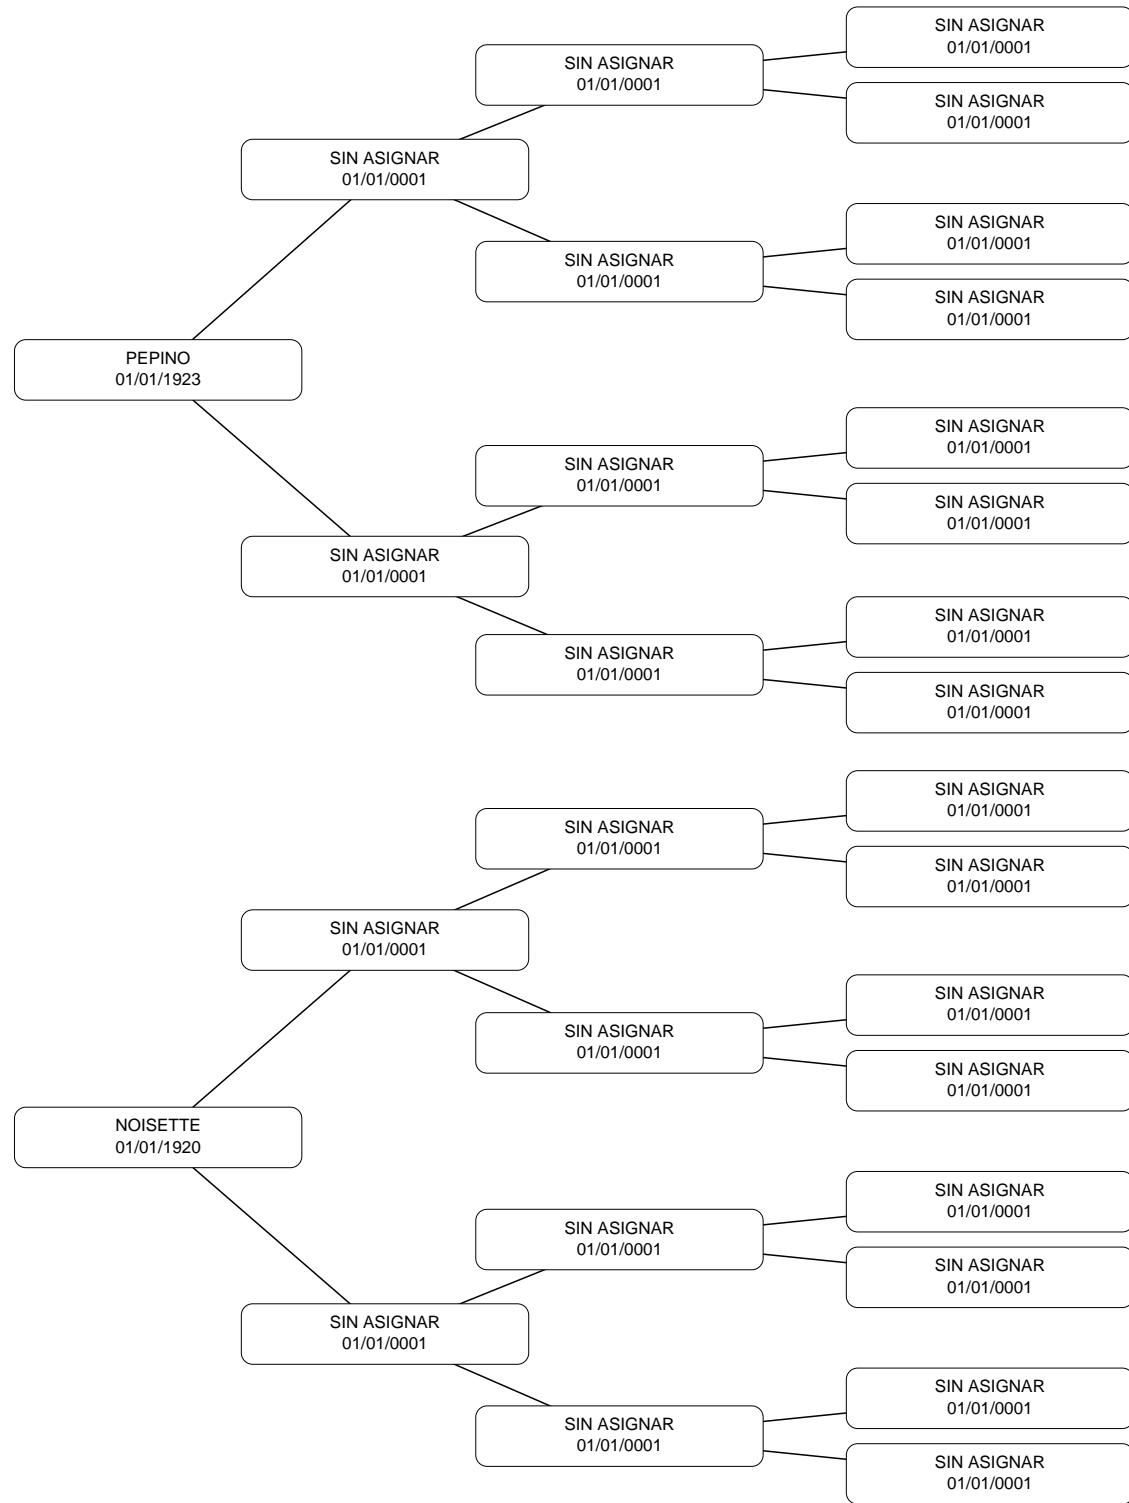 SIN ASIGNAR
01/01/0001
SIN ASIGNAR
01/01/0001
SIN ASIGNAR
01/01/0001
SIN ASIGNAR
01/01/0001
SIN ASIGNAR
01/01/0001
SIN ASIGNAR
01/01/0001
SIN ASIGNAR
01/01/0001
PEPINO
01/01/1923
SIN ASIGNAR
01/01/0001
SIN ASIGNAR
01/01/0001
SIN ASIGNAR
01/01/0001
SIN ASIGNAR
01/01/0001
SIN ASIGNAR
01/01/0001
SIN ASIGNAR
01/01/0001
SIN ASIGNAR
01/01/0001
SIN ASIGNAR
01/01/0001
SIN ASIGNAR
01/01/0001
SIN ASIGNAR
01/01/0001
SIN ASIGNAR
01/01/0001
SIN ASIGNAR
01/01/0001
SIN ASIGNAR
01/01/0001
SIN ASIGNAR
01/01/0001
NOISETTE
01/01/1920
SIN ASIGNAR
01/01/0001
SIN ASIGNAR
01/01/0001
SIN ASIGNAR
01/01/0001
SIN ASIGNAR
01/01/0001
SIN ASIGNAR
01/01/0001
SIN ASIGNAR
01/01/0001
SIN ASIGNAR
01/01/0001